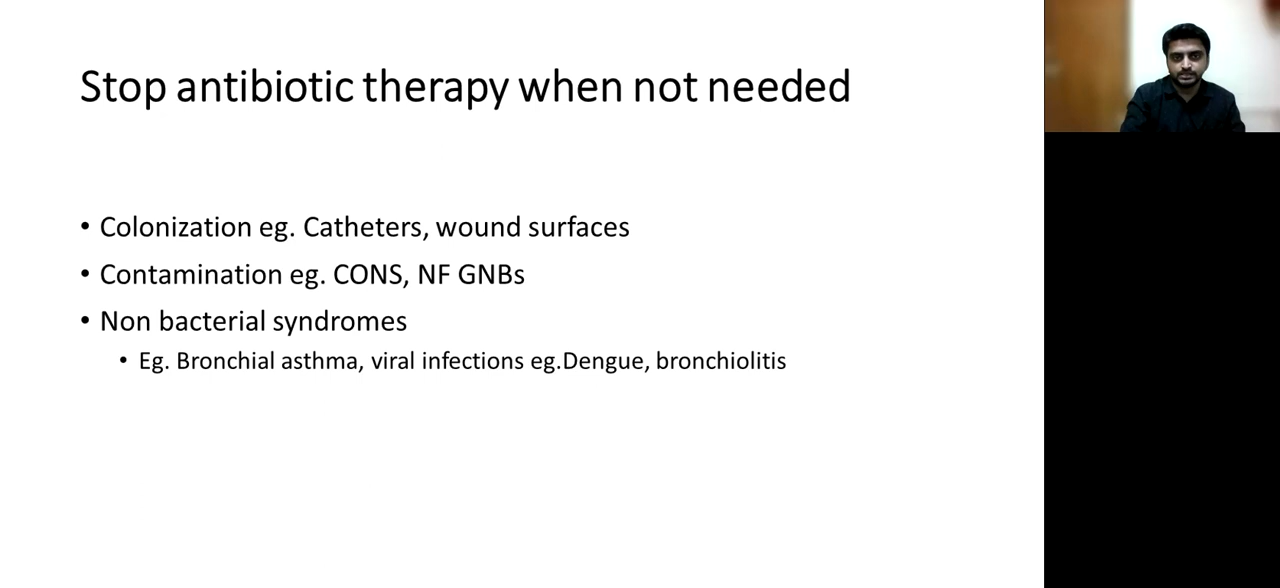 Stop antibiotic therapy when not needed
• Colonization eg. Catheters, wound surfaces
• Contamination eg. CONS, NF GNBs
• Non bacterial syndromes
• Eg. Bronchial asthma, viral infections eg.Dengue, bronchiolitis